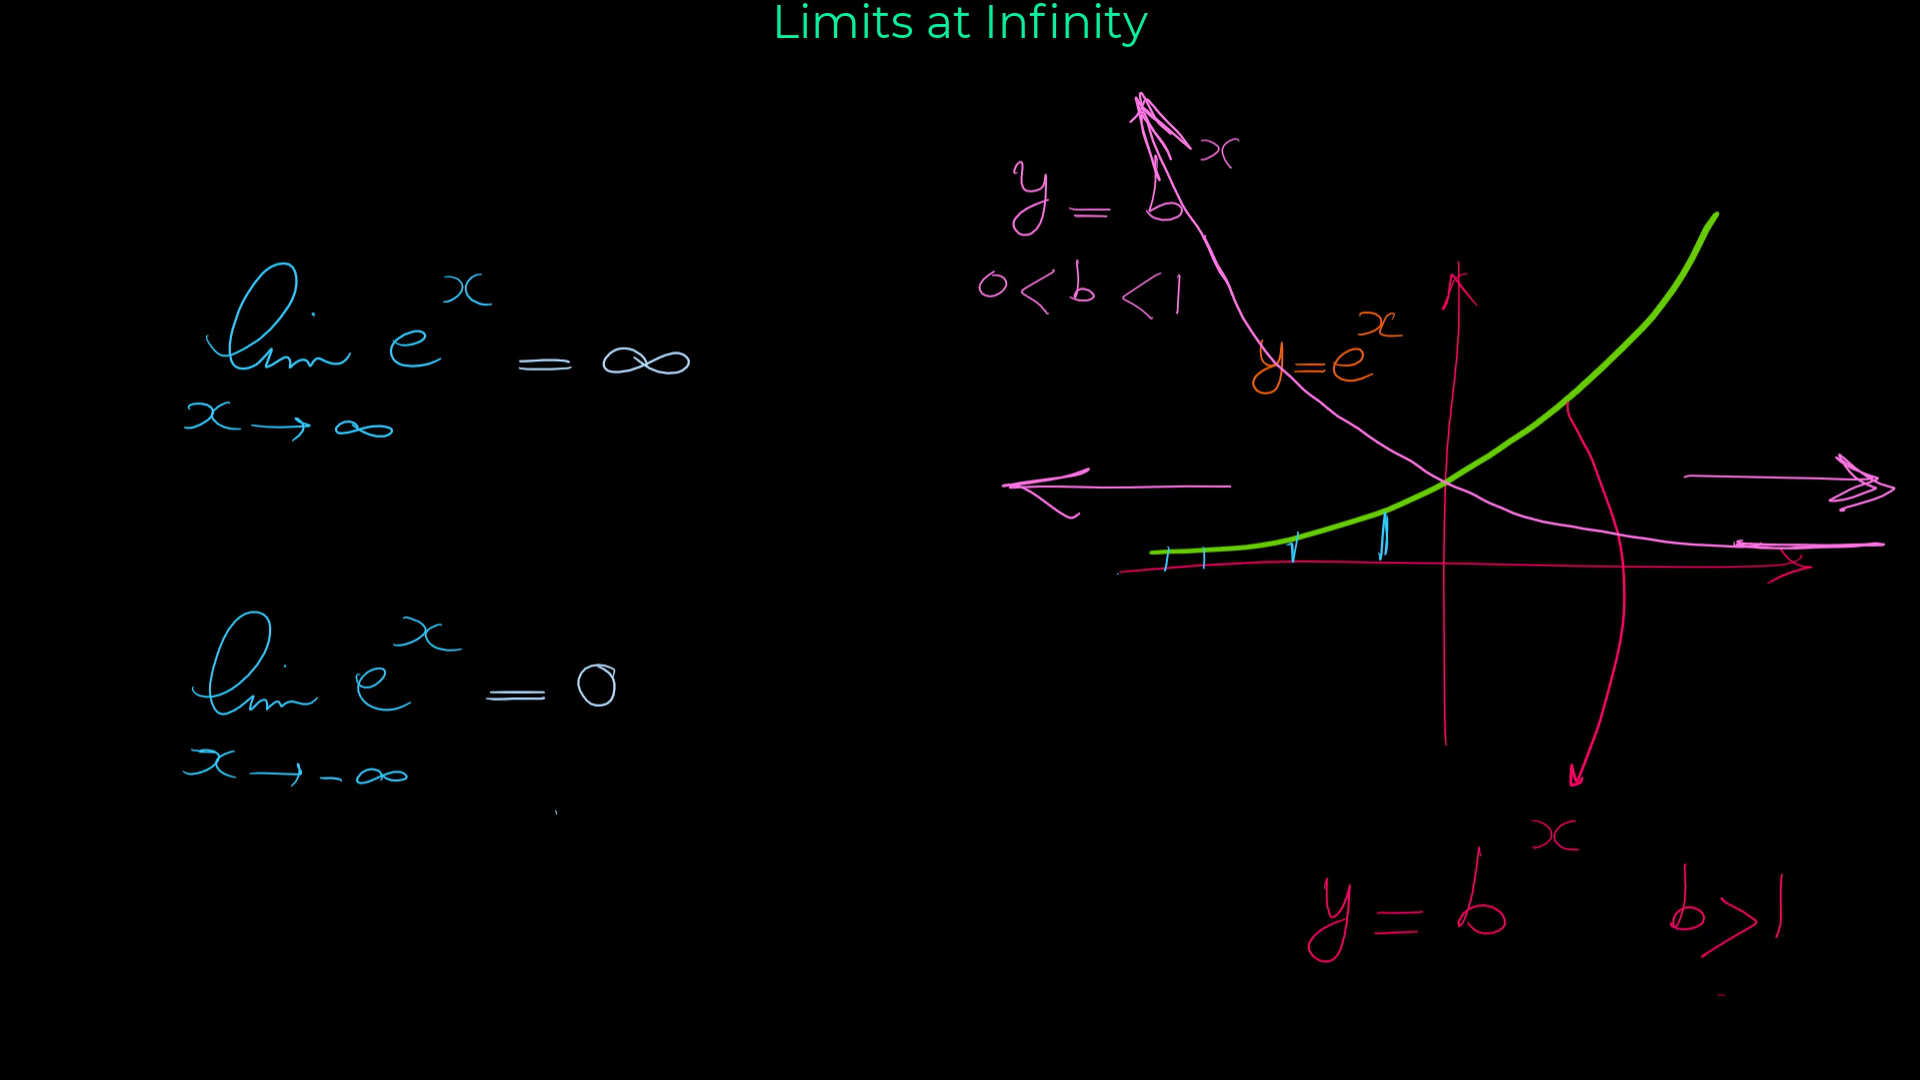 Limits at Infinity
lim e^x = ∞
x → ∞
lim e^x = 0
x → -∞
y = b^x
0 < b < 1
y = e^x
y = b^x b > 1